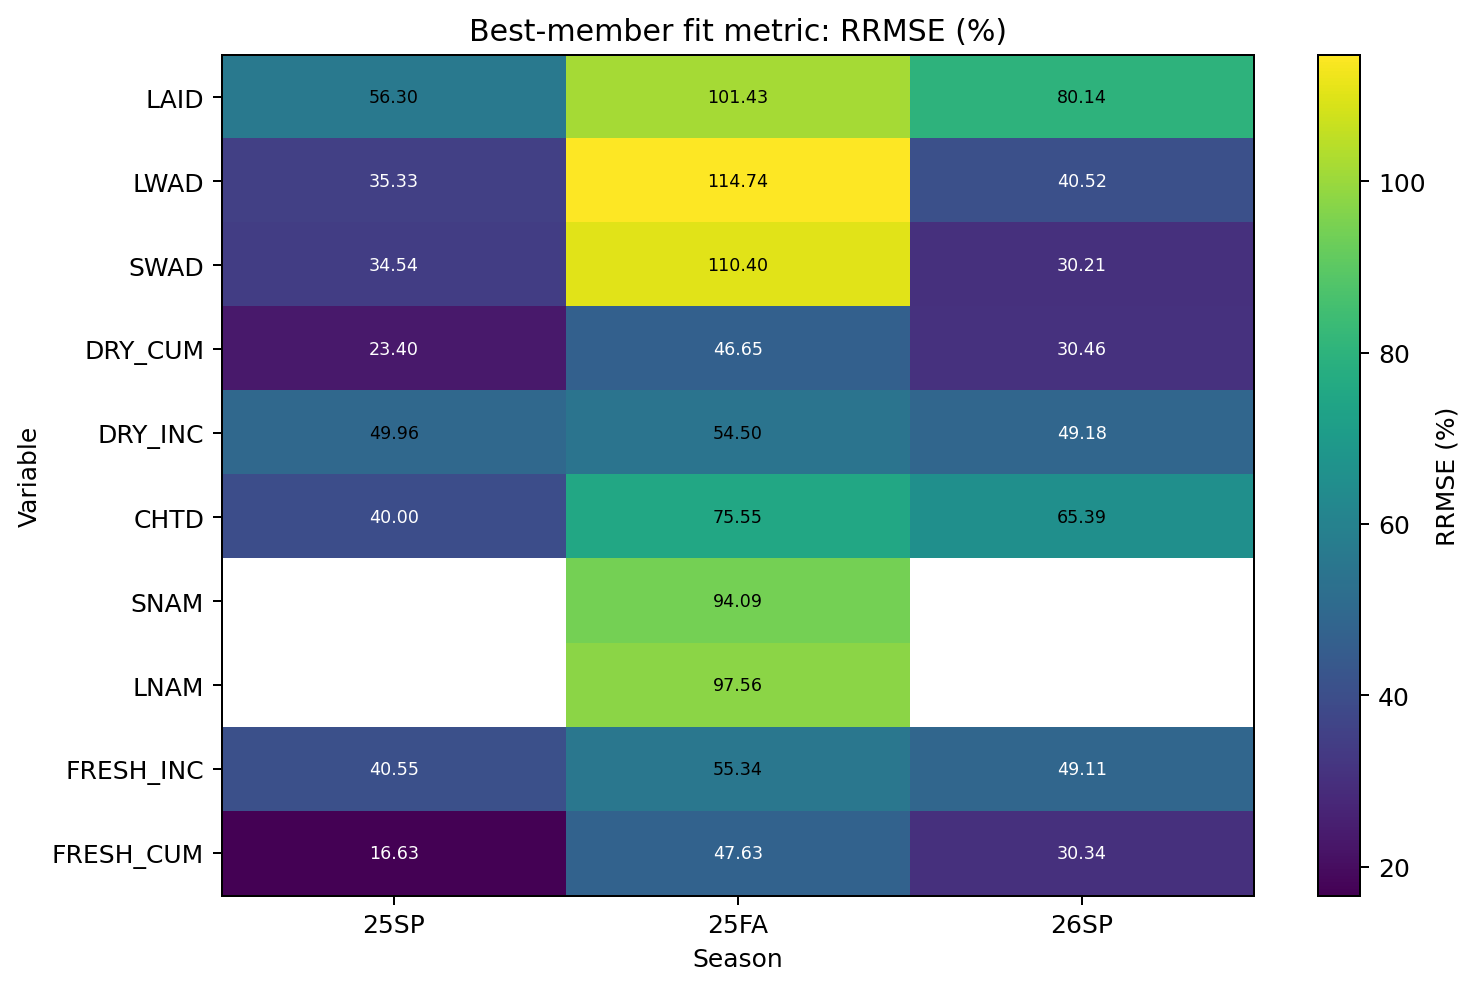 Best-member fit metric: RRMSE (%)
LAID 56.30 101.43 80.14
LWAD 35.33 114.74 40.52
SWAD 34.54 110.40 30.21
DRY_CUM 23.40 46.65 30.46
DRY_INC 49.96 54.50 49.18
CHTD 40.00 75.55 65.39
SNAM 94.09
LNAM 97.56
FRESH_INC 40.55 55.34 49.11
FRESH_CUM 16.63 47.63 30.34
25SP 25FA 26SP
Season
Variable
100
80
60
40
20
RRMSE (%)